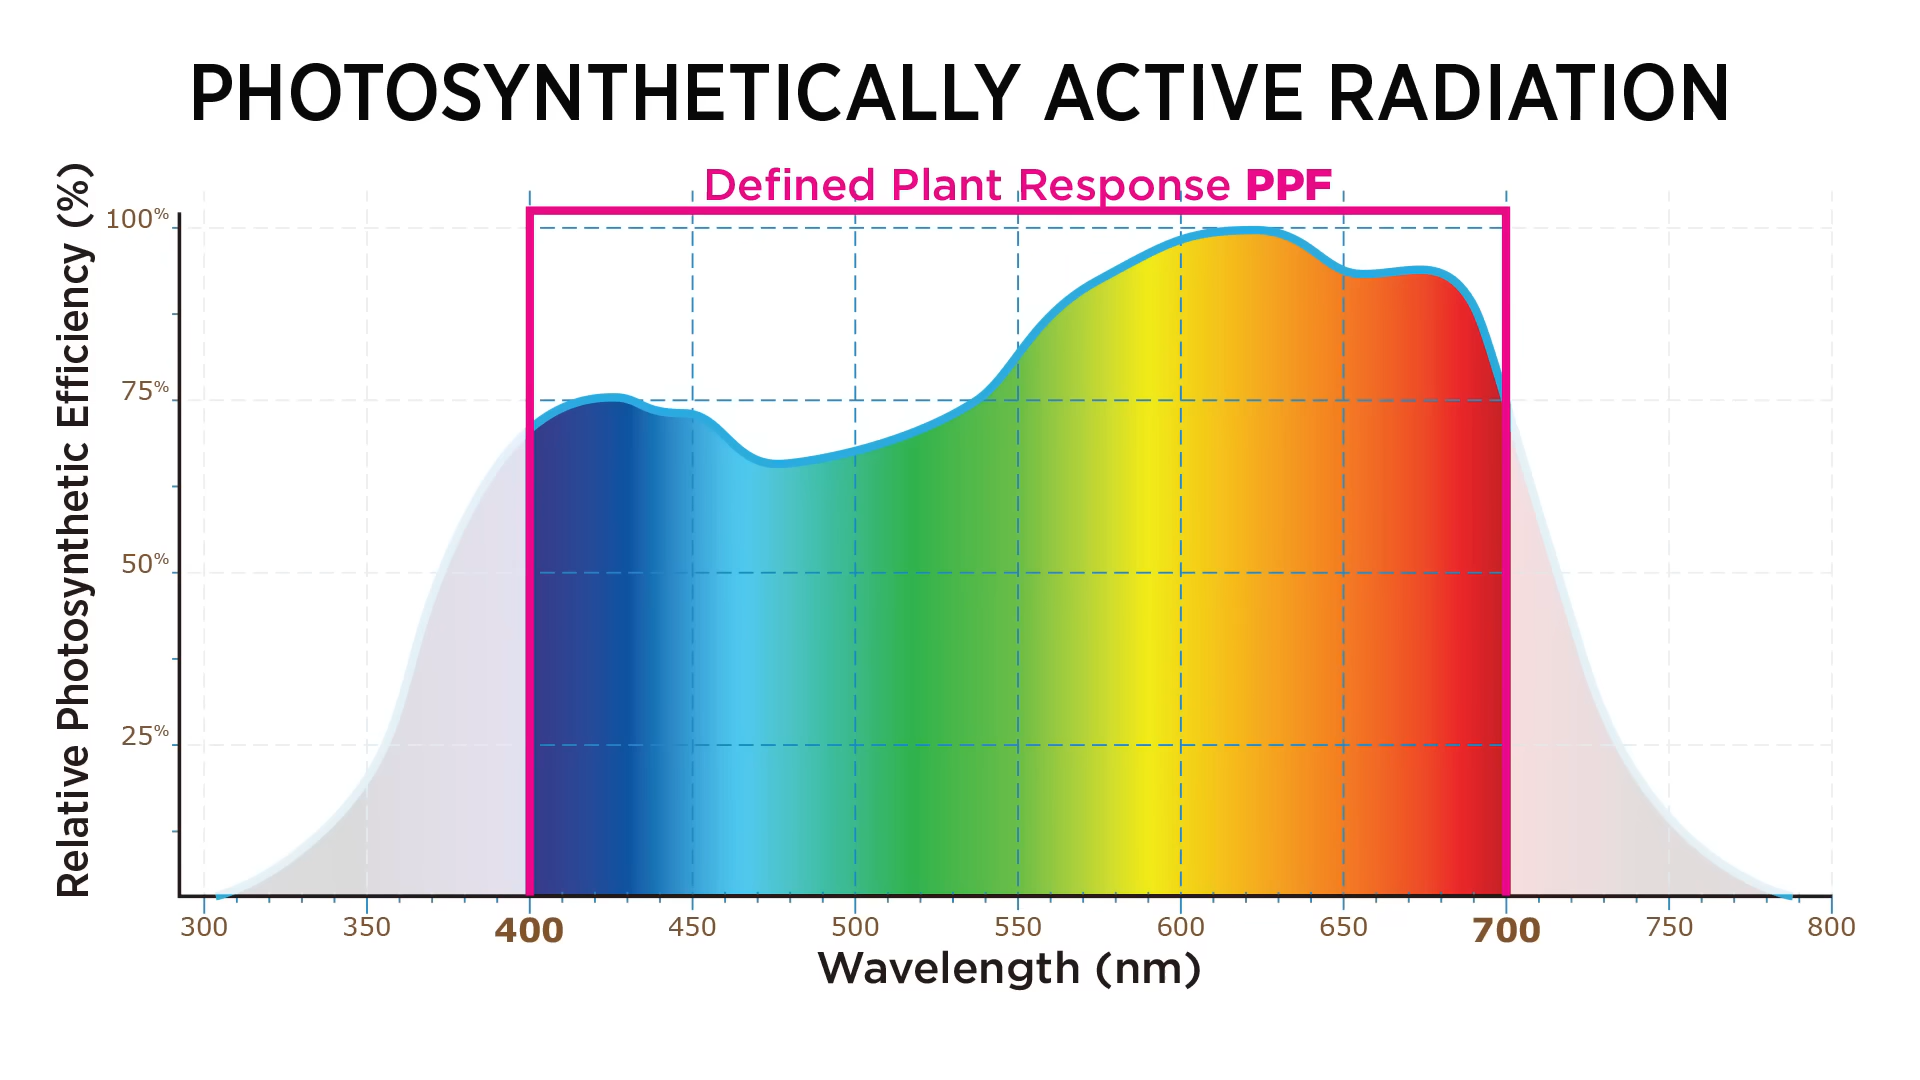 PHOTOSYNTHETICALLY ACTIVE RADIATION
Defined Plant Response PPF
Relative Photosynthetic Efficiency (%)
100%
75%
50%
25%
300 350 400 450 500 550 600 650 700 750 800
Wavelength (nm)